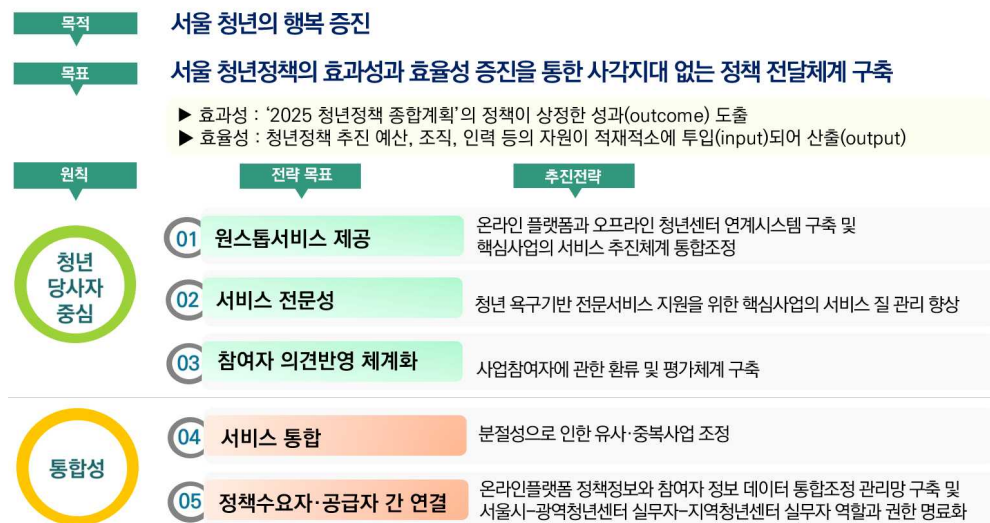 목적
서울 청년의 행복 증진
목표
서울 청년정책의 효과성과 효율성 증진을 통한 사각지대 없는 정책 전달체계 구축
▶ 효과성 : ‘2025 청년정책 종합계획’의 정책이 상정한 성과(outcome) 도출
▶ 효율성 : 청년정책 추진 예산, 조직, 인력 등의 자원이 적재적소에 투입(input)되어 산출(output)
원칙
전략 목표
추진전략
청년
당사자
중심
01
원스톱서비스 제공
온라인 플랫폼과 오프라인 청년센터 연계시스템 구축 및
핵심사업의 서비스 추진체계 통합조정
02
서비스 전문성
청년 욕구기반 전문서비스 지원을 위한 핵심사업의 서비스 질 관리 향상
03
참여자 의견반영 체계화
사업참여자에 관한 환류 및 평가체계 구축
통합성
04
서비스 통합
분절성으로 인한 유사·중복사업 조정
05
정책수요자·공급자 간 연결
온라인플랫폼 정책정보와 참여자 정보 데이터 통합조정 관리망 구축 및
서울시-광역청년센터 실무자-지역청년센터 실무자 역할과 권한 명료화